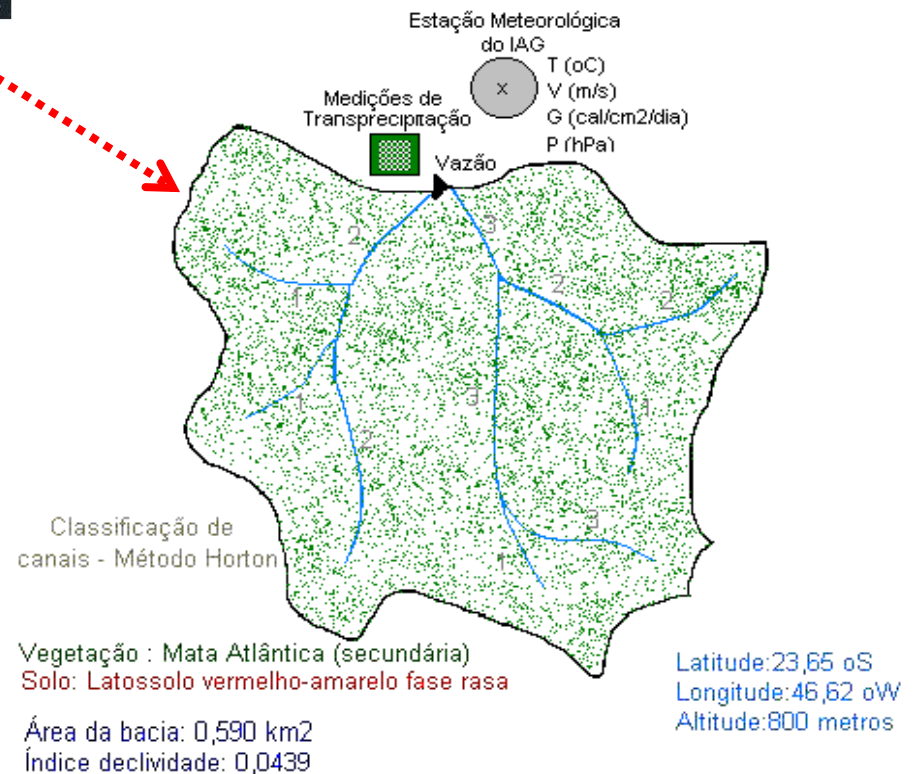 Estação Meteorológica
do IAG
x
T (oC)
V (m/s)
G (cal/cm2/dia)
P (hPa)
Medições de
Transprecipitação
Vazão
2
3
1
2
2
1
3
1
2
3
1
Classificação de
canais - Método Horton
Vegetação : Mata Atlântica (secundária)
Solo: Latossolo vermelho-amarelo fase rasa
Área da bacia: 0,590 km2
Índice declividade: 0,0439
Latitude:23,65 oS
Longitude:46,62 oW
Altitude:800 metros